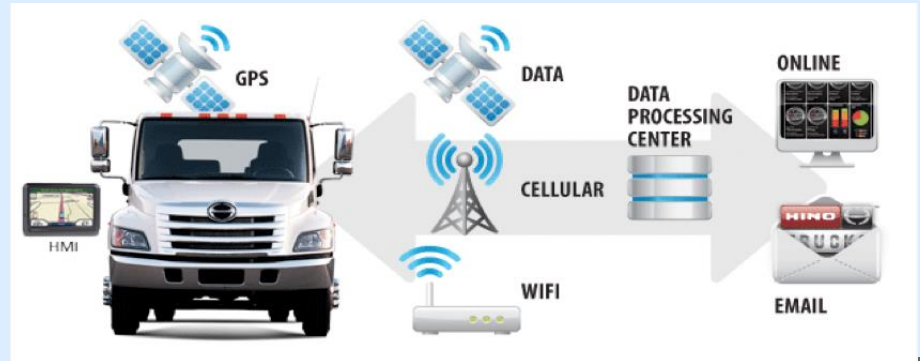 GPS
HMI
DATA
CELLULAR
WIFI
DATA
PROCESSING
CENTER
ONLINE
HINO
TRUCK
EMAIL